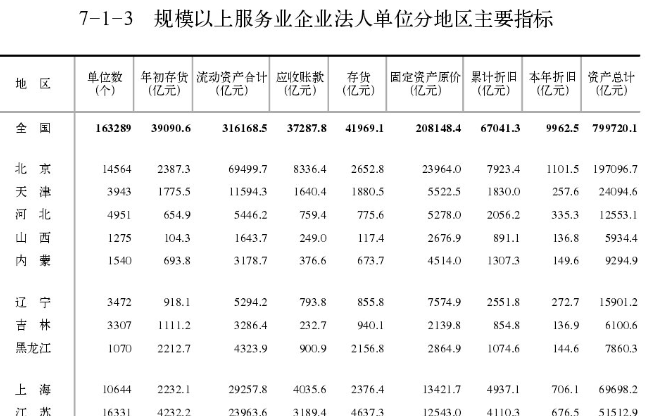 7-1-3 规模以上服务业企业法人单位分地区主要指标
地 区 单位数 (个) 年初存货 (亿元) 流动资产合计 (亿元) 应收账款 (亿元) 存货 (亿元) 固定资产原价 (亿元) 累计折旧 (亿元) 本年折旧 (亿元) 资产总计 (亿元)
全 国 163289 39090.6 316168.5 37287.8 41969.1 208148.4 67041.3 9962.5 799720.1
北 京 14564 2387.3 69499.7 8336.4 2652.8 23964.0 7923.4 1101.5 197096.7
天 津 3943 1775.5 11594.3 1640.4 1880.5 5522.5 1830.0 257.6 24094.6
河 北 4951 654.9 5446.2 759.4 775.6 5278.0 2056.2 335.3 12553.1
山 西 1275 104.3 1643.7 249.0 117.4 2676.9 891.1 136.8 5934.4
内 蒙 1540 693.8 3178.7 376.6 673.7 4514.0 1307.3 149.6 9294.9
辽 宁 3472 918.1 5294.2 793.8 855.8 7574.9 2551.8 272.7 15901.2
吉 林 3307 1111.2 3286.4 232.7 940.1 2139.8 854.8 136.9 6100.6
黑龙江 1070 2212.7 4323.9 900.9 2156.8 2864.9 1074.6 144.6 7860.3
上 海 10644 2232.1 29257.8 4035.6 2376.4 13421.7 4937.1 706.1 69698.2
江 苏 16331 4232.2 23963.6 3189.4 4637.3 12543.0 4110.3 676.5 51512.9